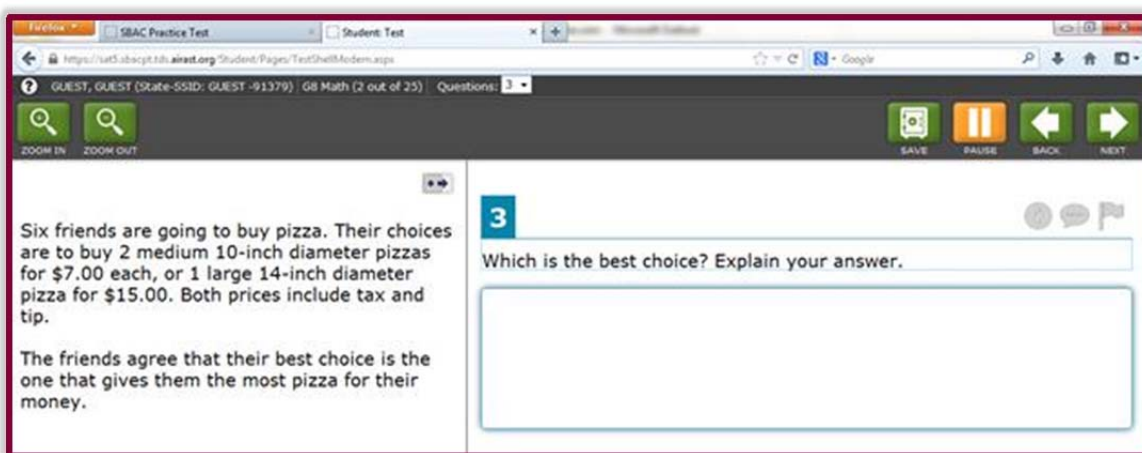 Firefox
SBAC Practice Test
Student: Test
https://sat5.sbacpt.tds.airast.org/Student/Pages/TestShellModern.aspx
Google
GUEST, GUEST (State-SSID: GUEST -91379) G8 Math (2 out of 25) Questions: 3
ZOOM IN ZOOM OUT SAVE PAUSE BACK NEXT
Six friends are going to buy pizza. Their choices
are to buy 2 medium 10-inch diameter pizzas
for $7.00 each, or 1 large 14-inch diameter
pizza for $15.00. Both prices include tax and
tip.
The friends agree that their best choice is the
one that gives them the most pizza for their
money.
3
Which is the best choice? Explain your answer.